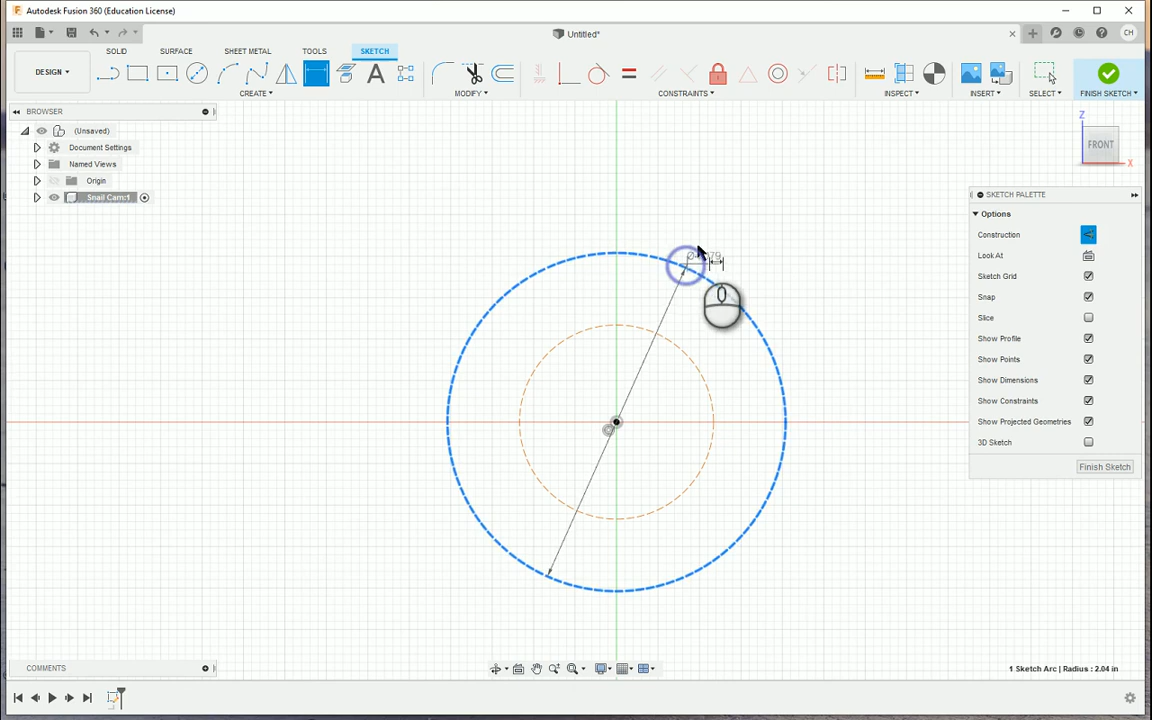 Autodesk Fusion 360 (Education License)
Untitled*
CH
SOLID SURFACE SHEET METAL TOOLS SKETCH
DESIGN
CREATE MODIFY CONSTRAINTS INSPECT INSERT SELECT FINISH SKETCH
BROWSER
(Unsaved)
Document Settings
Named Views
Origin
Snail Cam:1
Z
FRONT
X
SKETCH PALETTE
Options
Construction
Look At
Sketch Grid
Snap
Slice
Show Profile
Show Points
Show Dimensions
Show Constraints
Show Projected Geometries
3D Sketch
Finish Sketch
COMMENTS
1 Sketch Arc | Radius : 2.04 in